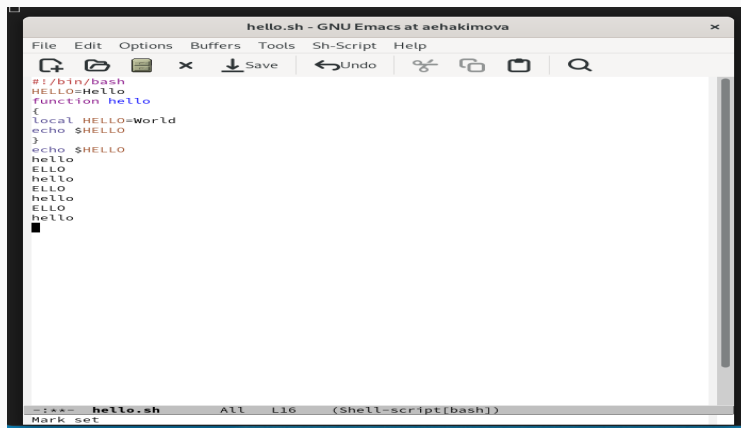 hello.sh - GNU Emacs at aehakimova
File Edit Options Buffers Tools Sh-Script Help
Save Undo
#!/bin/bash
HELLO=Hello
function hello
{
local HELLO=World
echo $HELLO
}
echo $HELLO
hello
ELLO
hello
ELLO
hello
ELLO
hello
-:**- hello.sh All L16 (Shell-script[bash])
Mark set